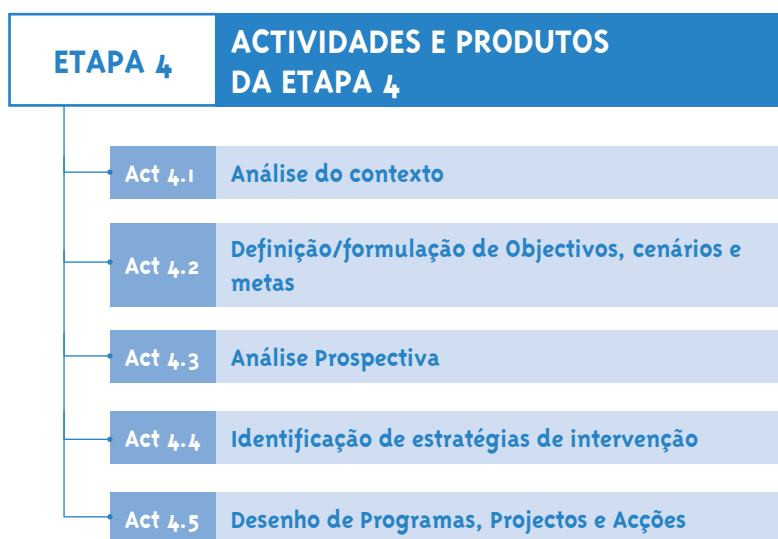 ETAPA 4
ACTIVIDADES E PRODUTOS
DA ETAPA 4
Act 4.1 Análise do contexto
Act 4.2 Definição/formulação de Objectivos, cenários e
metas
Act 4.3 Análise Prospectiva
Act 4.4 Identificação de estratégias de intervenção
Act 4.5 Desenho de Programas, Projectos e Acções